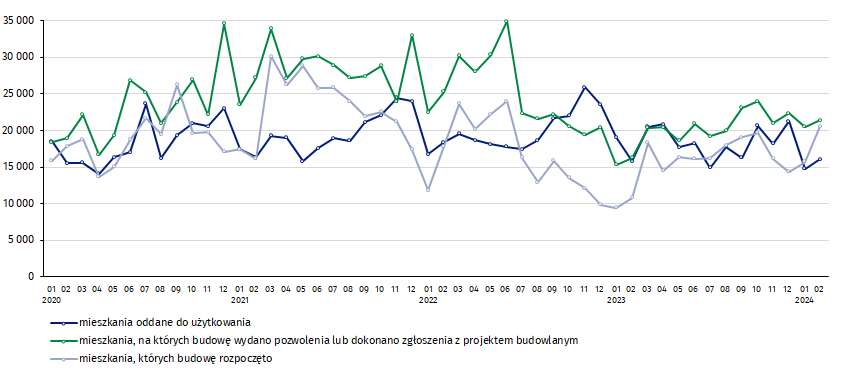 35 000
30 000
25 000
20 000
15 000
10 000
5 000
0
01 02 03 04 05 06 07 08 09 10 11 12 01 02 03 04 05 06 07 08 09 10 11 12 01 02 03 04 05 06 07 08 09 10 11 12 01 02 03 04 05 06 07 08 09 10 11 12 01 02
2020 2021 2022 2023 2024
mieszkania oddane do użytkowania
mieszkania, na których budowę wydano pozwolenia lub dokonano zgłoszenia z projektem budowlanym
mieszkania, których budowę rozpoczęto